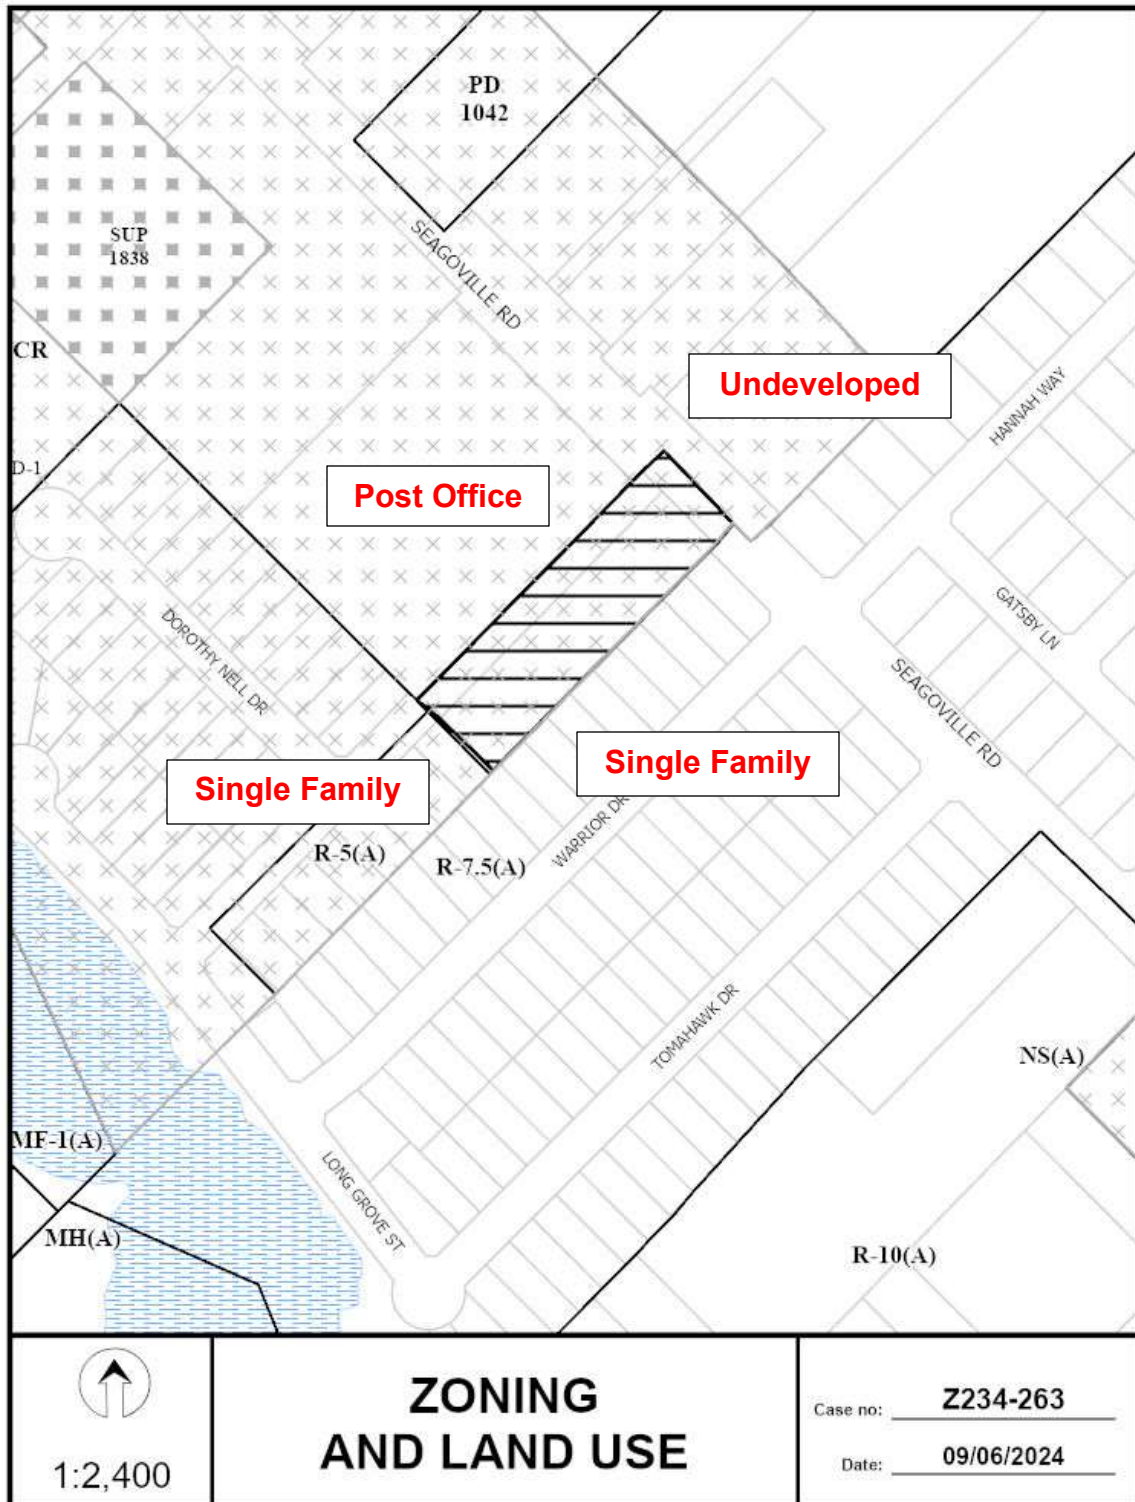 PD
1042
SUP
1838
SEAGOVILLE RD
CR
Undeveloped
HANNAH WAY
D-1
Post Office
GATSBY LN
DOROTHY NELL DR
SEAGOVILLE RD
Single Family
Single Family
WARRIOR DR
R-5(A)
R-7.5(A)
TOMAHAWK DR
NS(A)
MF-1(A)
LONG GROVE ST
MH(A)
R-10(A)
1:2,400
ZONING
AND LAND USE
Case no: Z234-263
Date: 09/06/2024